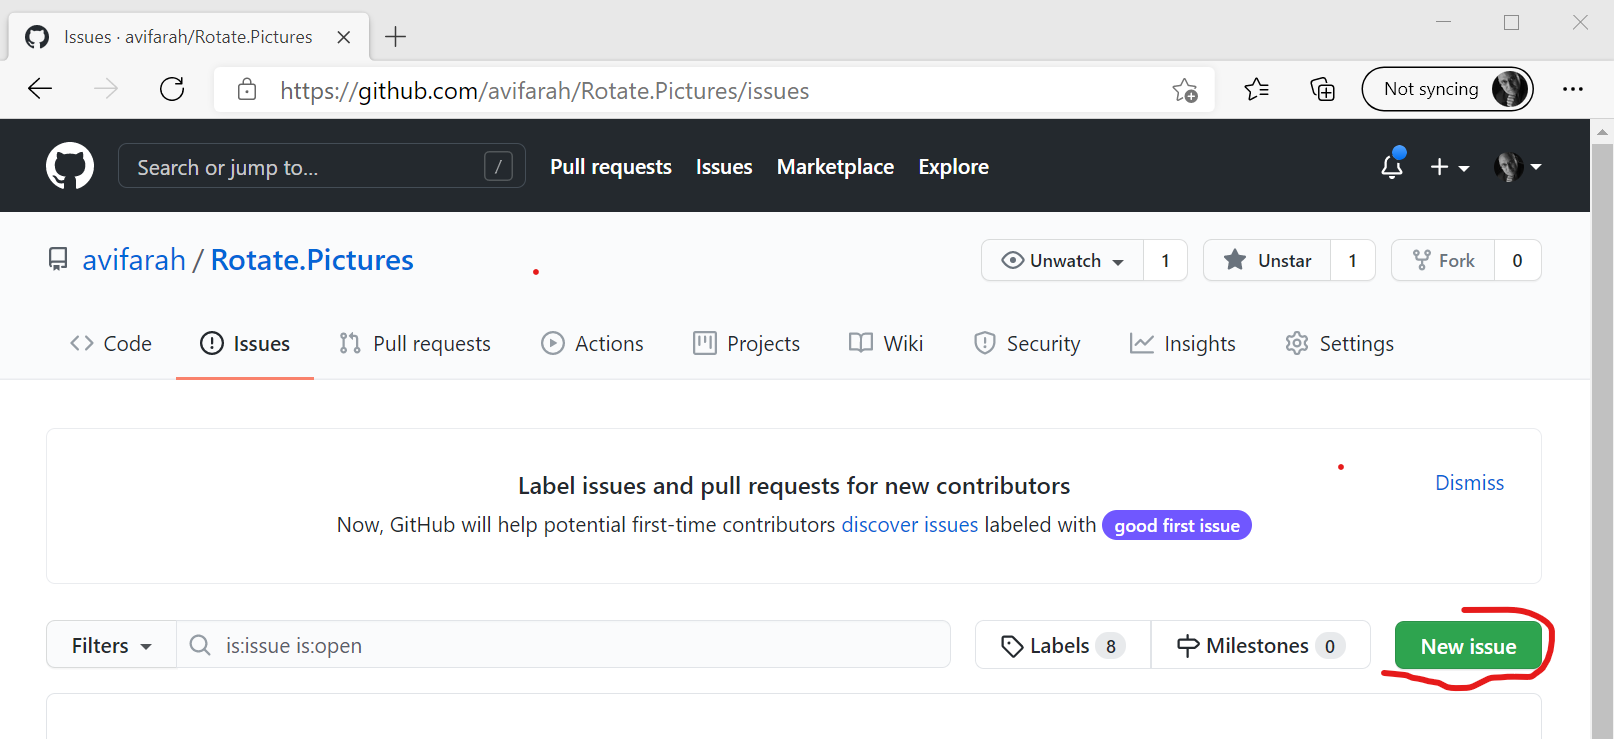 Issues · avifarah/Rotate.Pictures
https://github.com/avifarah/Rotate.Pictures/issues
Not syncing
Search or jump to... /
Pull requests Issues Marketplace Explore
avifarah / Rotate.Pictures
Unwatch 1
Unstar 1
Fork 0
Code Issues Pull requests Actions Projects Wiki Security Insights Settings
Label issues and pull requests for new contributors
Dismiss
Now, GitHub will help potential first-time contributors discover issues labeled with good first issue
Filters is:issue is:open Labels 8 Milestones 0 New issue